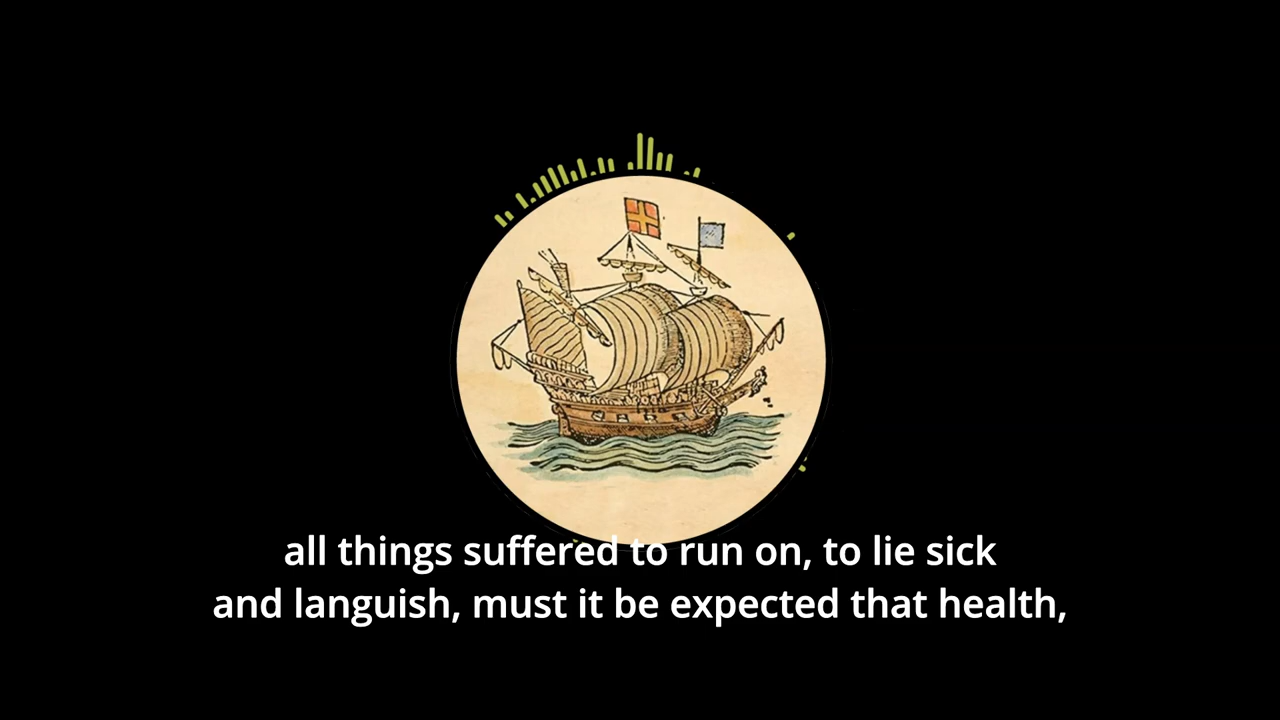 all things suffered to run on, to lie sick
and languish, must it be expected that health,